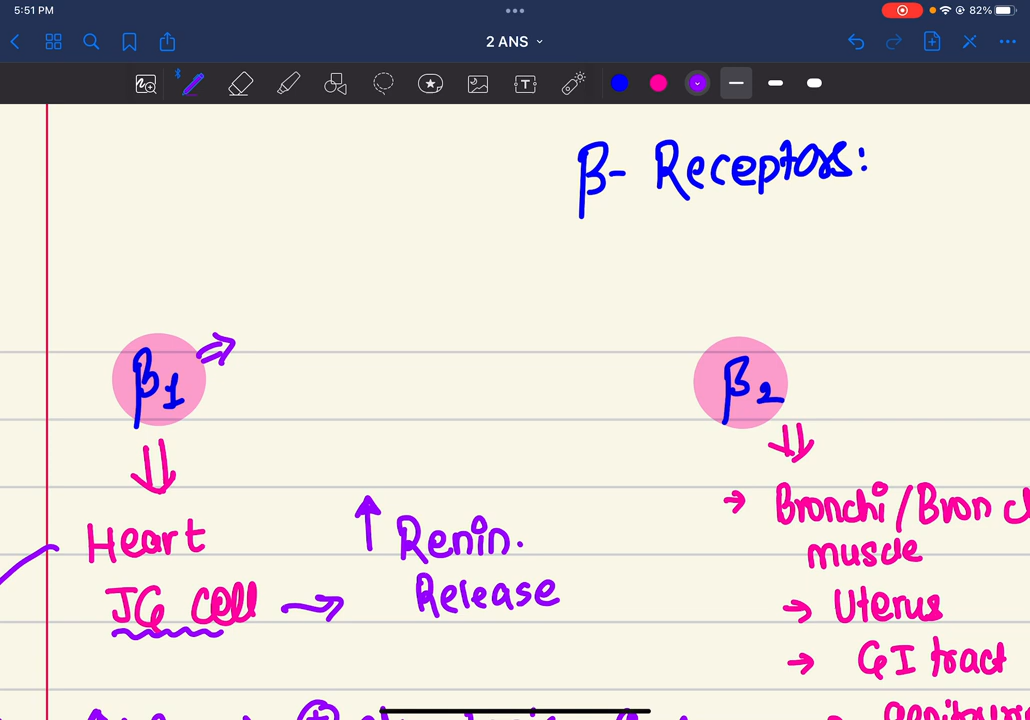 5:51 PM
82%
2 ANS
T
β- Receptors:
β1
β2
Heart
JG cell
↑ Renin.
Release
→ Bronchi/Bronch
muscle
→ Uterus
→ GI tract